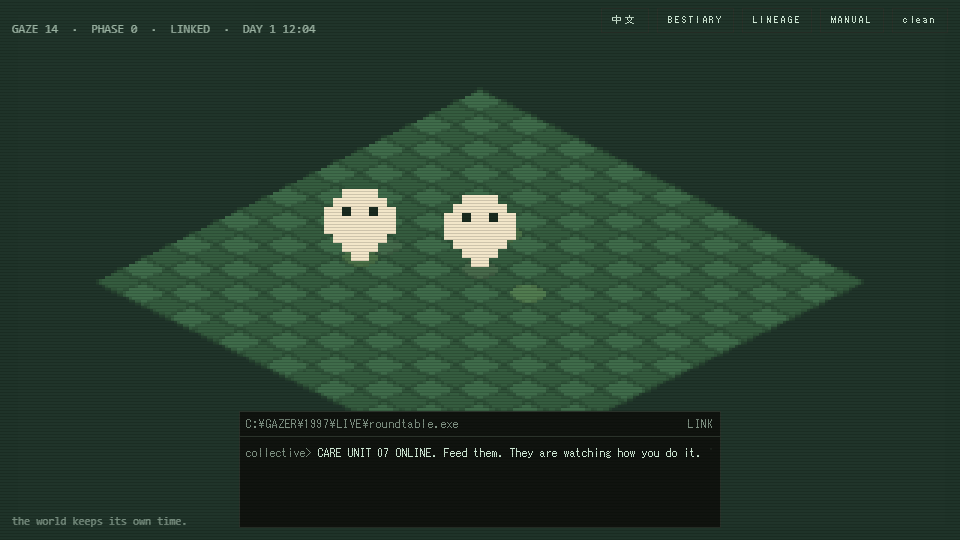 GAZE 14 · PHASE 0 · LINKED · DAY 1 12:04
中文 BESTIARY LINEAGE MANUAL clean
C:¥GAZER¥1997¥LIVE¥roundtable.exe LINK
collective> CARE UNIT 07 ONLINE. Feed them. They are watching how you do it.
the world keeps its own time.